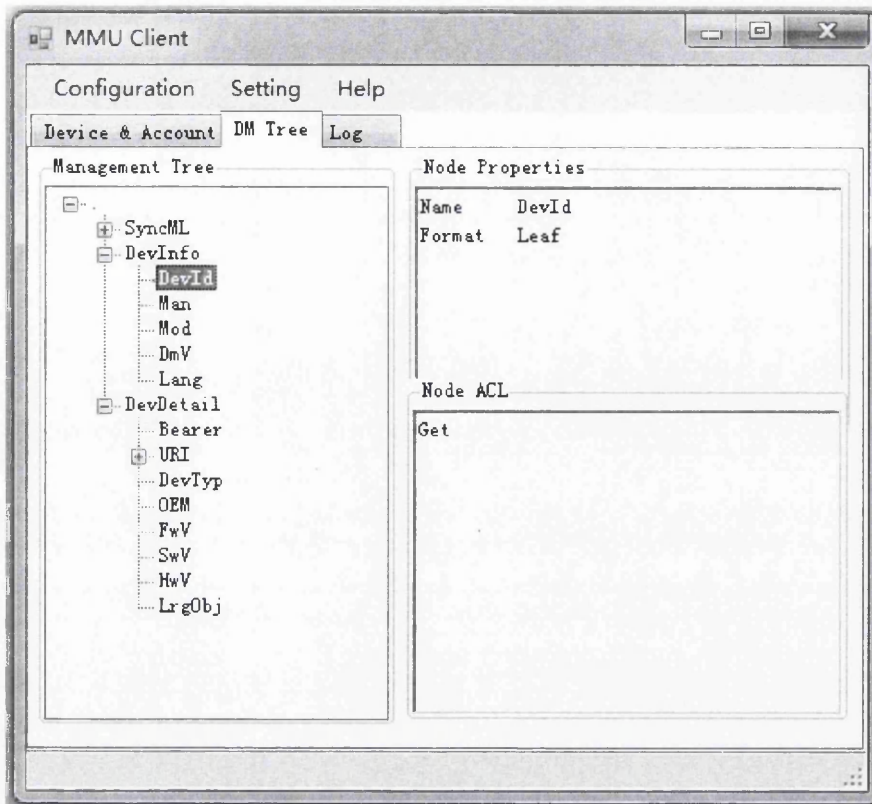 MMU Client
Configuration Setting Help
Device & Account DM Tree Log
Management Tree
.
SyncML
DevInfo
DevId
Man
Mod
DmV
Lang
DevDetail
Bearer
URI
DevTyp
OEM
FwV
SwV
HwV
LrgObj
Node Properties
Name DevId
Format Leaf
Node ACL
Get